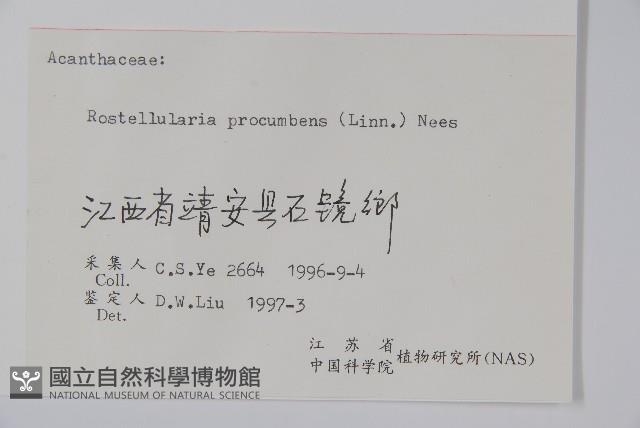 Acanthaceae:
Rostellularia procumbens (Linn.) Nees
江西省靖安县石镜鄉
采集人 C.S.Ye 2664 1996-9-4
Coll.
鉴定人 D.W.Liu 1997-3
Det.
江苏省
中国科学院 植物研究所(NAS)
國立自然科學博物館
NATIONAL MUSEUM OF NATURAL SCIENCE